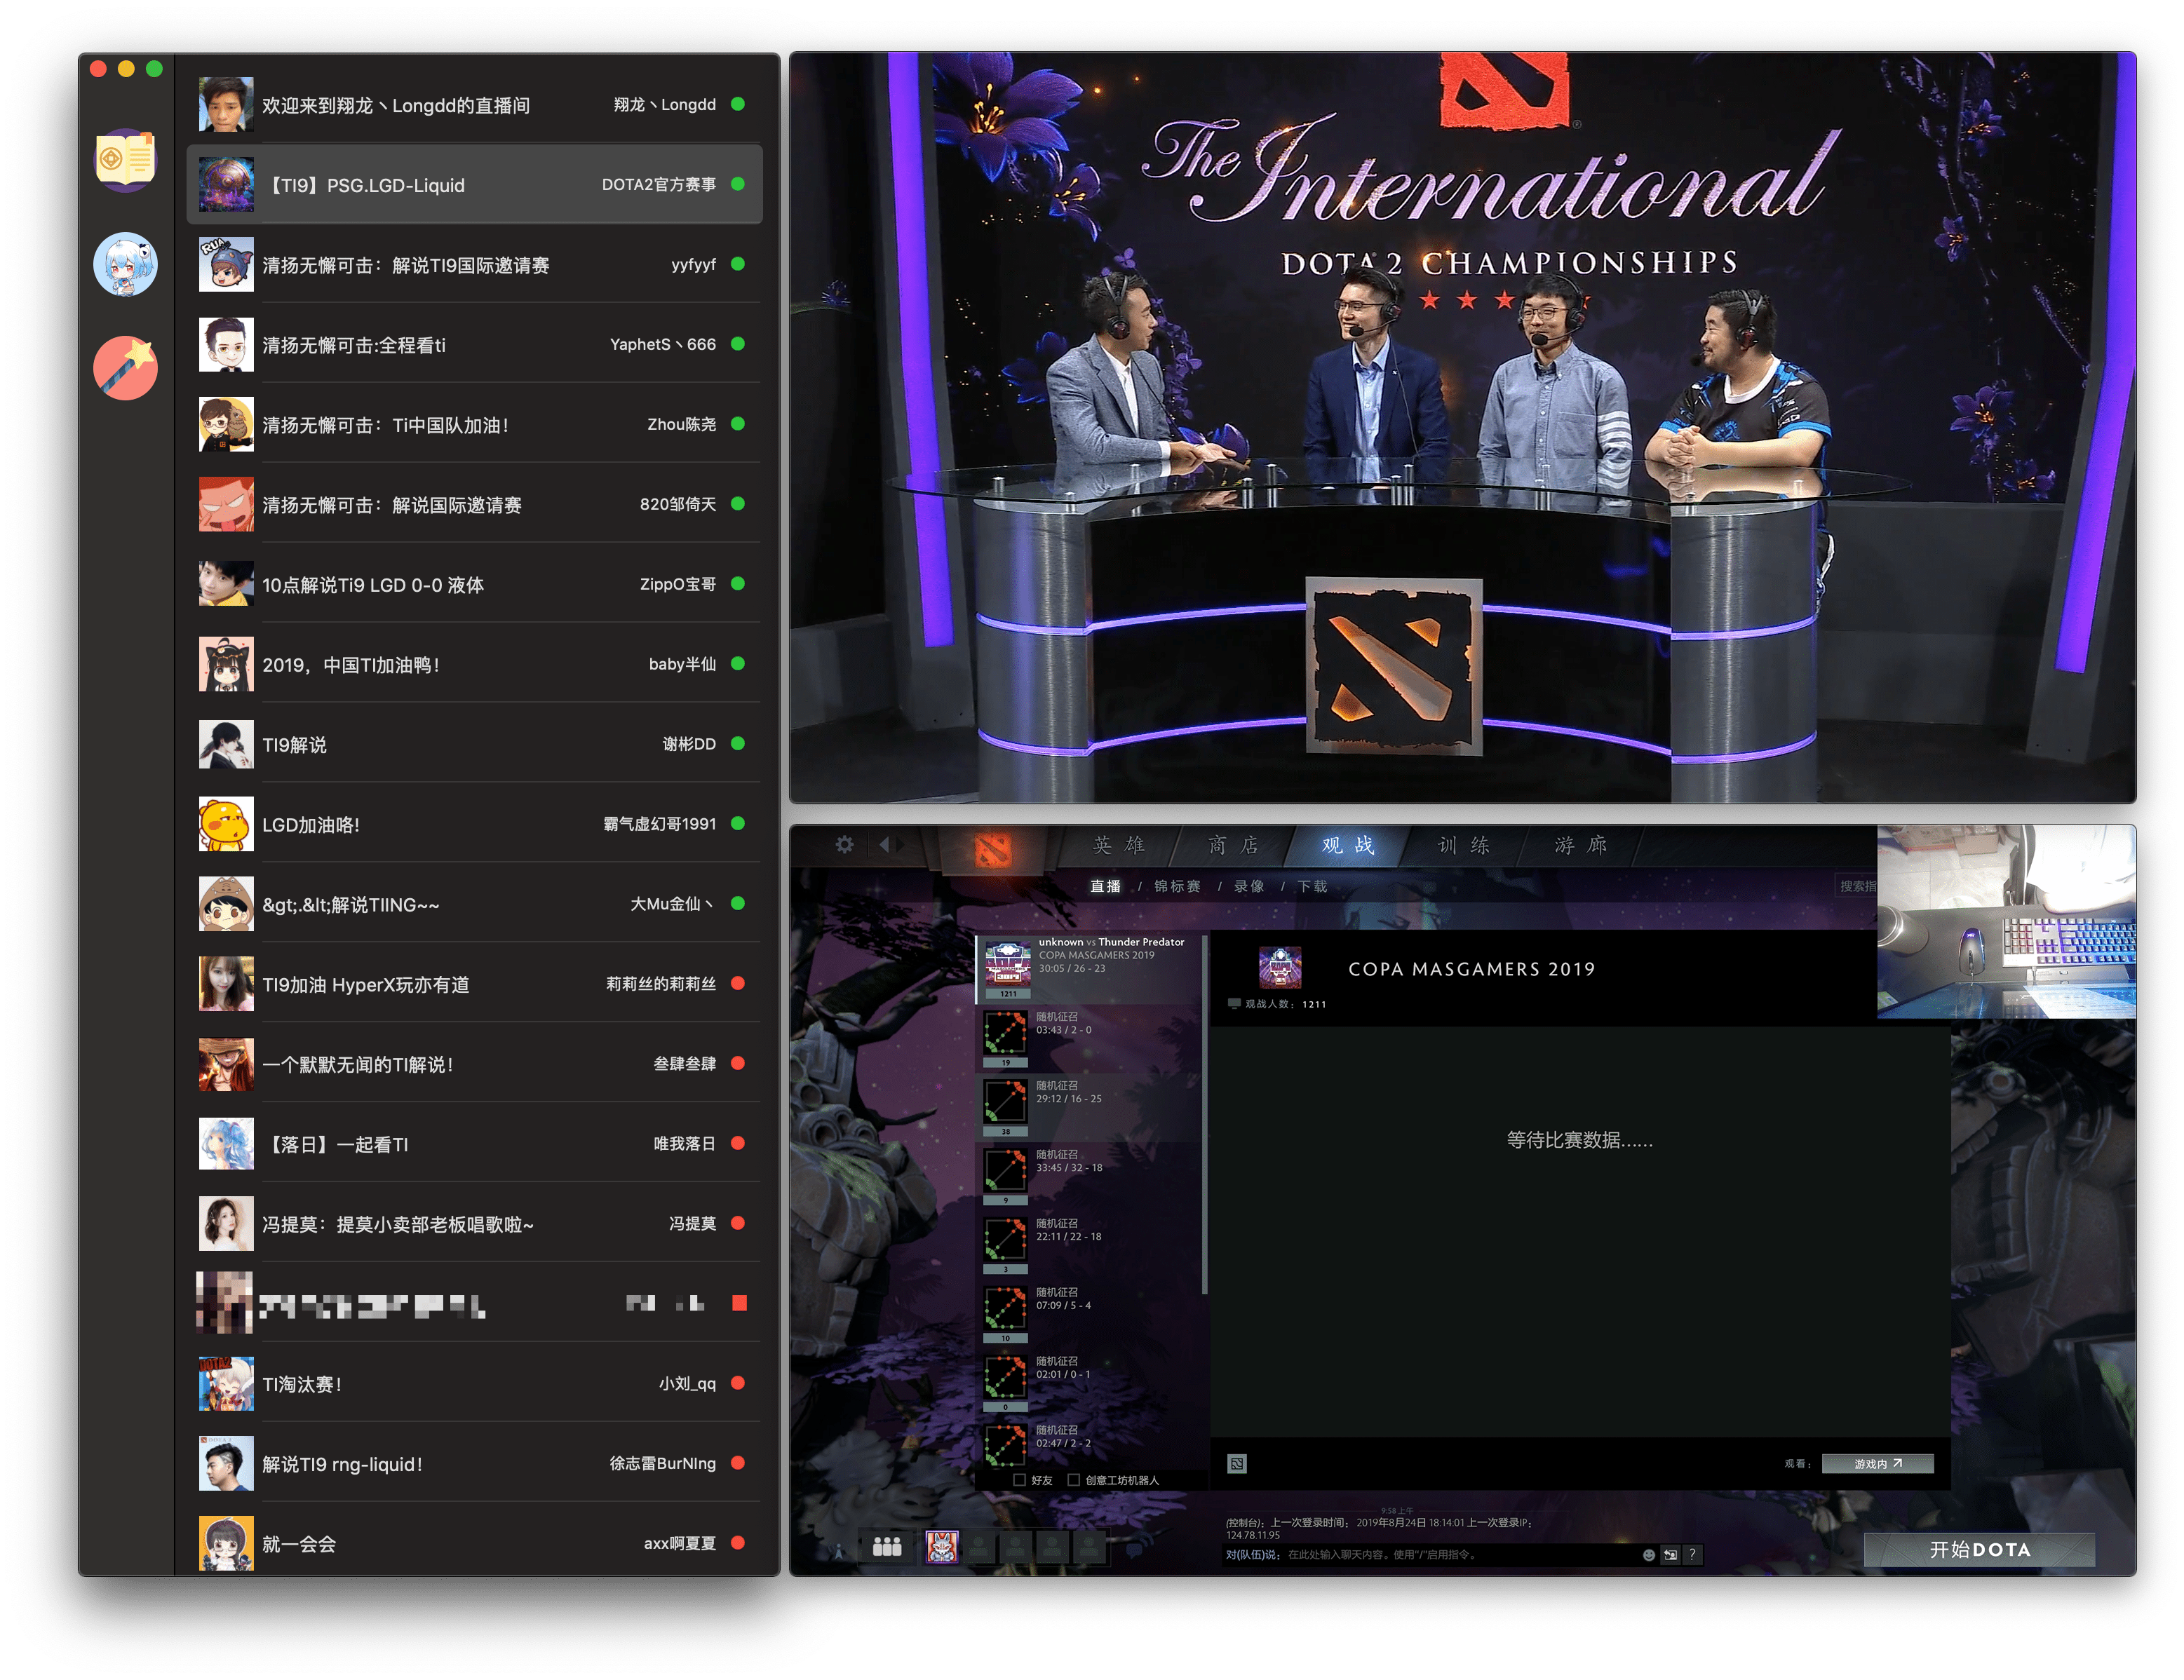 欢迎来到翔龙丶Longdd的直播间 翔龙丶Longdd
【TI9】PSG.LGD-Liquid DOTA2官方赛事
RUA
清扬无懈可击：解说TI9国际邀请赛 yyfyyf
清扬无懈可击:全程看ti YaphetS丶666
清扬无懈可击：Ti中国队加油！ Zhou陈尧
清扬无懈可击：解说国际邀请赛 820邹倚天
10点解说Ti9 LGD 0-0 液体 ZippO宝哥
2019，中国TI加油鸭！ baby半仙
TI9解说 谢彬DD
LGD加油咯！ 霸气虚幻哥1991
&gt;.&lt;解说TIING~~ 大Mu金仙丶
TI9加油 HyperX玩亦有道 莉莉丝的莉莉丝
一个默默无闻的TI解说！ 叁肆叁肆
【落日】一起看TI 唯我落日
冯提莫：提莫小卖部老板唱歌啦~ 冯提莫
DOTA2
TI淘汰赛！ 小刘_qq
解说TI9 rng-liquid！ 徐志雷BurNIng
就一会会 axx啊夏夏
The International
DOTA 2 CHAMPIONSHIPS
英雄 商店 观战 训练 游廊
直播 / 锦标赛 / 录像 / 下载
搜索指
unknown vs Thunder Predator
COPA MASGAMERS 2019
30:05 / 26 - 23
1211
随机征召
03:43 / 2 - 0
19
随机征召
29:12 / 16 - 25
38
随机征召
33:45 / 32 - 18
9
随机征召
22:11 / 22 - 18
3
随机征召
07:09 / 5 - 4
10
随机征召
02:01 / 0 - 1
0
随机征召
02:47 / 2 - 2
好友 创意工坊机器人
COPA MASGAMERS 2019
观战人数： 1211
等待比赛数据……
观看： 游戏内
9:58 上午
(控制台)：上一次登录时间： 2019年8月24日 18:14:01 上一次登录IP：
124.78.11.95
对(队伍)说： 在此处输入聊天内容。使用"/"启用指令。
?
开始DOTA